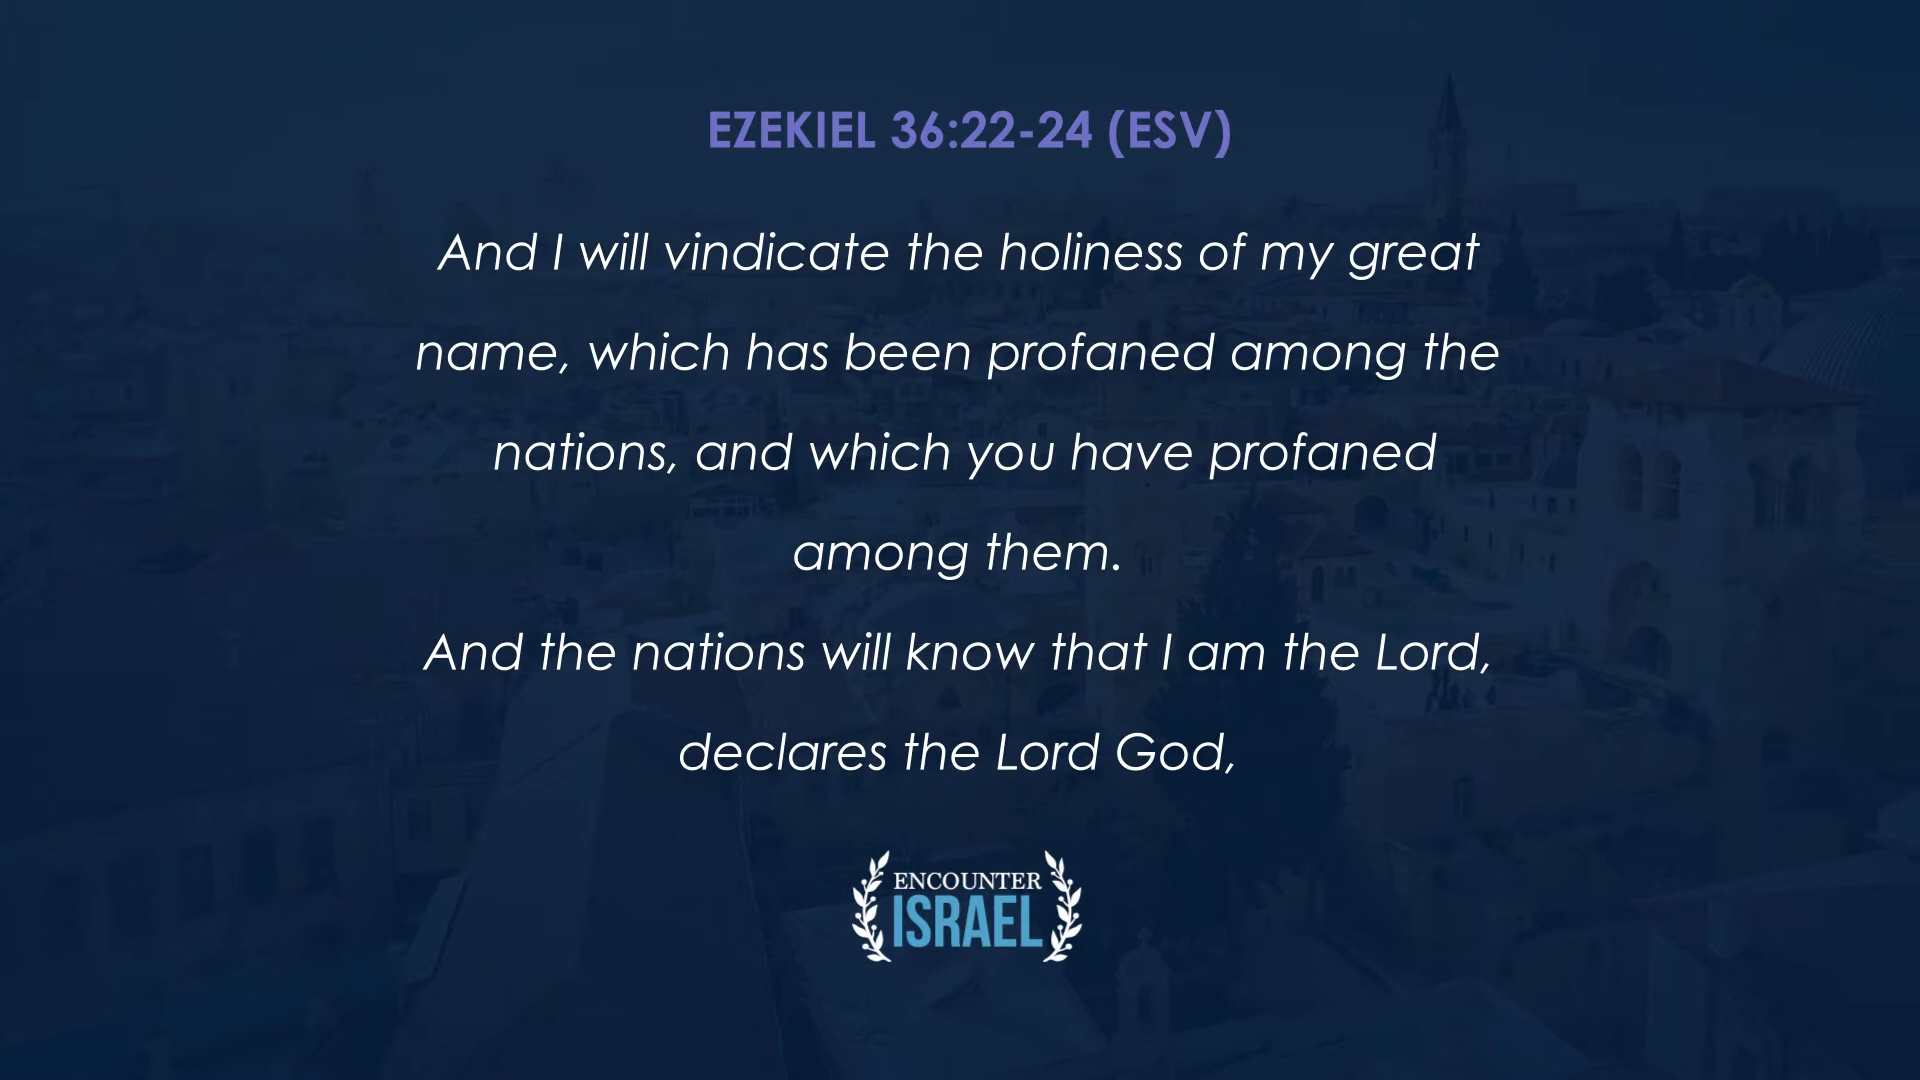 EZEKIEL 36:22-24 (ESV)
And I will vindicate the holiness of my great
name, which has been profaned among the
nations, and which you have profaned
among them.
And the nations will know that I am the Lord,
declares the Lord God,
ENCOUNTER
ISRAEL